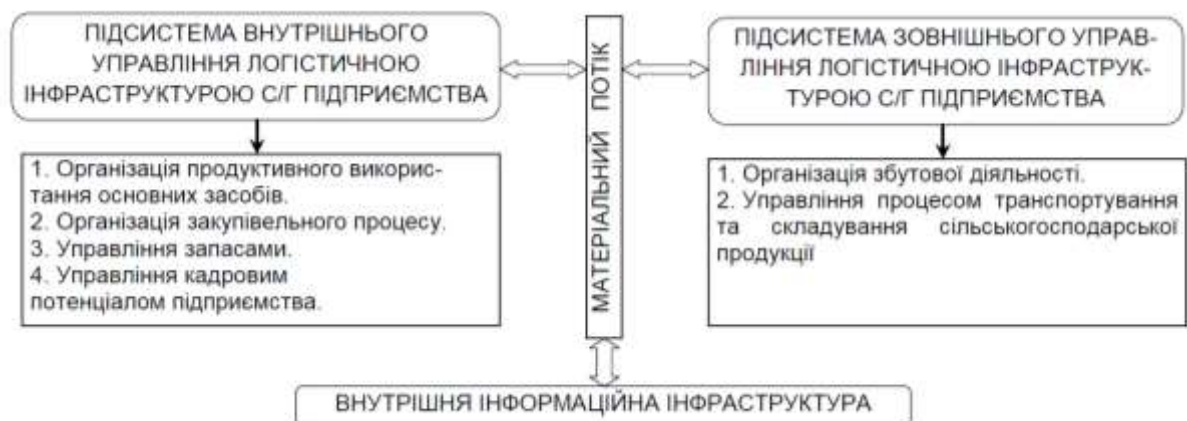 ПІДСИСТЕМА ВНУТРІШНЬОГО
УПРАВЛІННЯ ЛОГІСТИЧНОЮ
ІНФРАСТРУКТУРОЮ С/Г ПІДПРИЄМСТВА
1. Організація продуктивного викорис-
тання основних засобів.
2. Організація закупівельного процесу.
3. Управління запасами.
4. Управління кадровим
потенціалом підприємства.
МАТЕРІАЛЬНИЙ ПОТІК
ПІДСИСТЕМА ЗОВНІШНЬОГО УПРАВ-
ЛІННЯ ЛОГІСТИЧНОЮ ІНФРАСТРУК-
ТУРОЮ С/Г ПІДПРИЄМСТВА
1. Організація збутової діяльності.
2. Управління процесом транспортування
та складування сільськогосподарської
продукції
ВНУТРІШНЯ ІНФОРМАЦІЙНА ІНФРАСТРУКТУРА